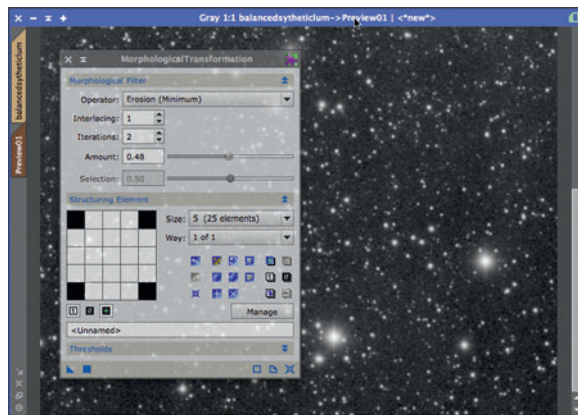 Gray 1:1 balancedsytheticlum->Preview01 | <*new*>
balancedsytheticlum
Preview01
MorphologicalTransformation
Morphological Filter
Operator: Erosion (Minimum)
Interlacing: 1
Iterations: 2
Amount: 0.48
Selection: 0.50
Structuring Element
Size: 5 (25 elements)
Way: 1 of 1
Manage
<Unnamed>
Thresholds